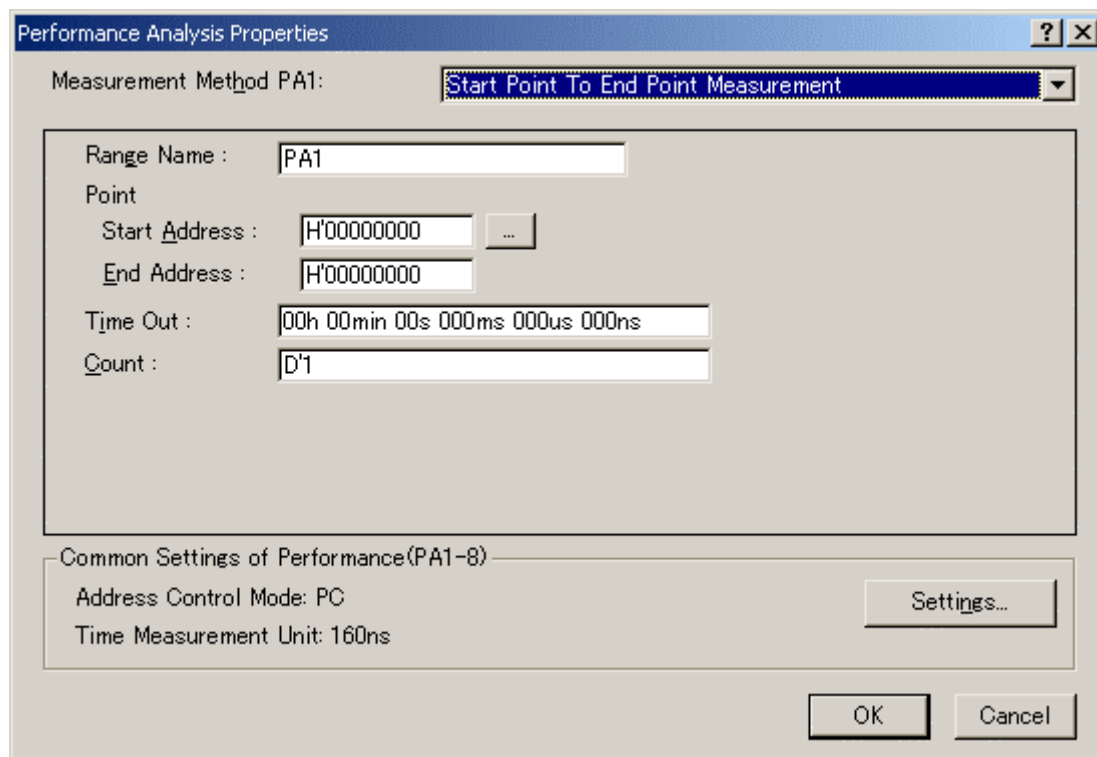 Performance Analysis Properties
Measurement Method PA1: Start Point To End Point Measurement
Range Name : PA1
Point
Start Address : H'00000000 ...
End Address : H'00000000
Time Out : 00h 00min 00s 000ms 000us 000ns
Count : D'1
Common Settings of Performance(PA1-8)
Address Control Mode: PC
Settings...
Time Measurement Unit: 160ns
OK Cancel